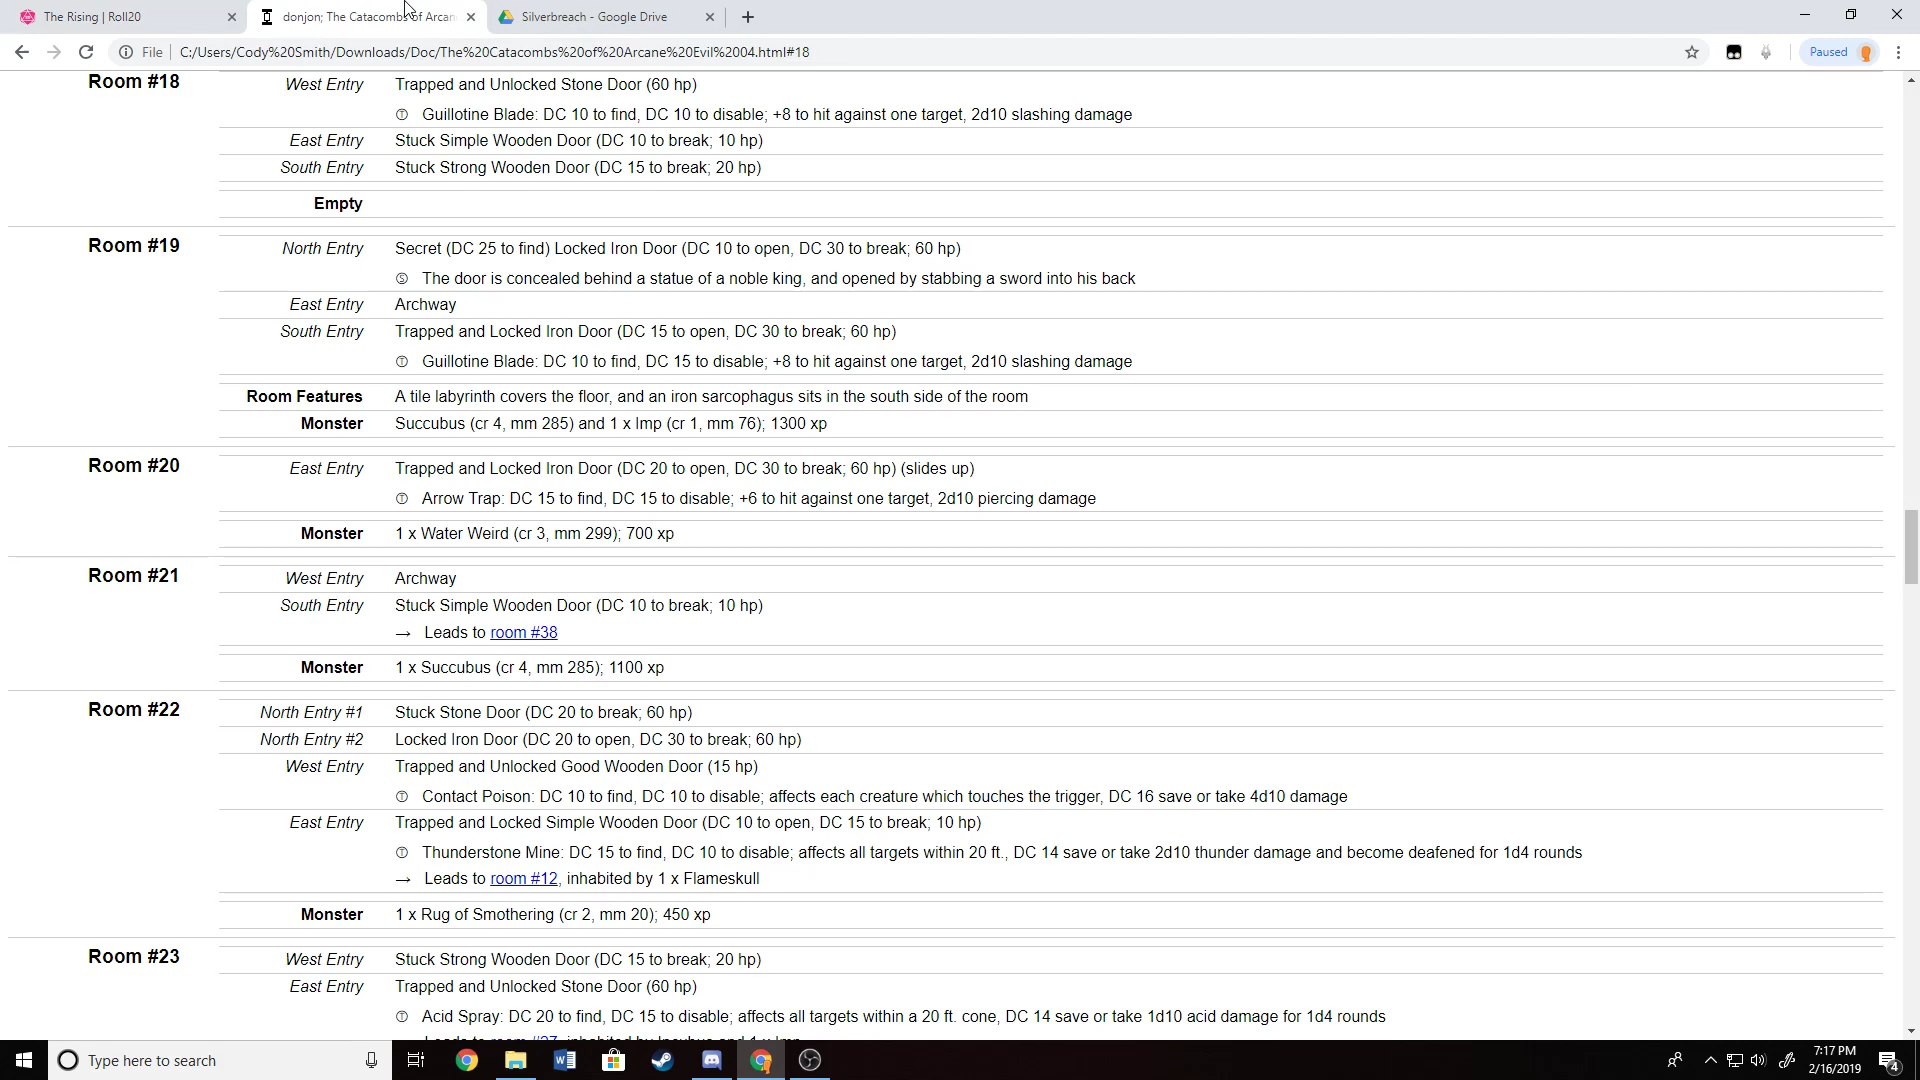 The Rising | Roll20
donjon; The Catacombs of Arcan
Silverbreach - Google Drive
File
C:/Users/Cody%20Smith/Downloads/Doc/The%20Catacombs%20of%20Arcane%20Evil%2004.html#18
Paused
Room #18
West Entry Trapped and Unlocked Stone Door (60 hp)
Ⓣ Guillotine Blade: DC 10 to find, DC 10 to disable; +8 to hit against one target, 2d10 slashing damage
East Entry Stuck Simple Wooden Door (DC 10 to break; 10 hp)
South Entry Stuck Strong Wooden Door (DC 15 to break; 20 hp)
Empty
Room #19
North Entry Secret (DC 25 to find) Locked Iron Door (DC 10 to open, DC 30 to break; 60 hp)
Ⓢ The door is concealed behind a statue of a noble king, and opened by stabbing a sword into his back
East Entry Archway
South Entry Trapped and Locked Iron Door (DC 15 to open, DC 30 to break; 60 hp)
Ⓣ Guillotine Blade: DC 10 to find, DC 15 to disable; +8 to hit against one target, 2d10 slashing damage
Room Features A tile labyrinth covers the floor, and an iron sarcophagus sits in the south side of the room
Monster Succubus (cr 4, mm 285) and 1 x Imp (cr 1, mm 76); 1300 xp
Room #20
East Entry Trapped and Locked Iron Door (DC 20 to open, DC 30 to break; 60 hp) (slides up)
Ⓣ Arrow Trap: DC 15 to find, DC 15 to disable; +6 to hit against one target, 2d10 piercing damage
Monster 1 x Water Weird (cr 3, mm 299); 700 xp
Room #21
West Entry Archway
South Entry Stuck Simple Wooden Door (DC 10 to break; 10 hp)
→ Leads to room #38
Monster 1 x Succubus (cr 4, mm 285); 1100 xp
Room #22
North Entry #1 Stuck Stone Door (DC 20 to break; 60 hp)
North Entry #2 Locked Iron Door (DC 20 to open, DC 30 to break; 60 hp)
West Entry Trapped and Unlocked Good Wooden Door (15 hp)
Ⓣ Contact Poison: DC 10 to find, DC 10 to disable; affects each creature which touches the trigger, DC 16 save or take 4d10 damage
East Entry Trapped and Locked Simple Wooden Door (DC 10 to open, DC 15 to break; 10 hp)
Ⓣ Thunderstone Mine: DC 15 to find, DC 10 to disable; affects all targets within 20 ft., DC 14 save or take 2d10 thunder damage and become deafened for 1d4 rounds
→ Leads to room #12, inhabited by 1 x Flameskull
Monster 1 x Rug of Smothering (cr 2, mm 20); 450 xp
Room #23
West Entry Stuck Strong Wooden Door (DC 15 to break; 20 hp)
East Entry Trapped and Unlocked Stone Door (60 hp)
Ⓣ Acid Spray: DC 20 to find, DC 15 to disable; affects all targets within a 20 ft. cone, DC 14 save or take 1d10 acid damage for 1d4 rounds
Type here to search
7:17 PM
2/16/2019
4